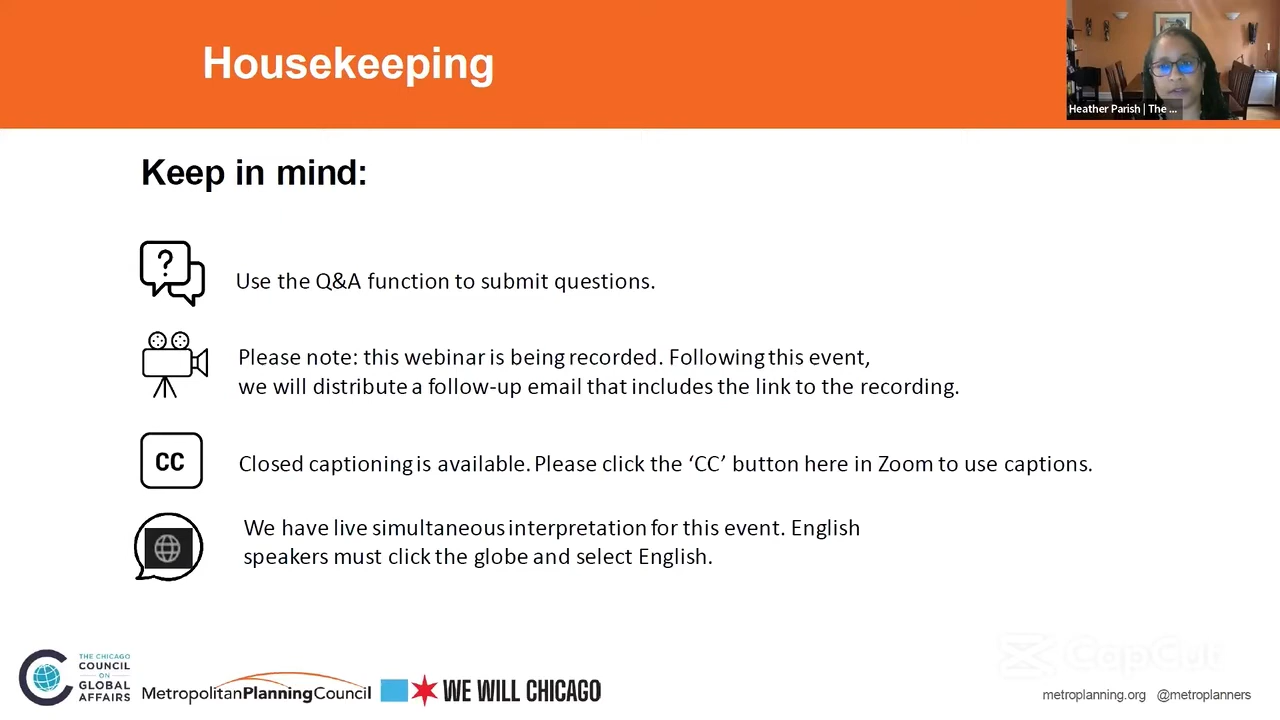 Housekeeping
Heather Parish | The ...
Keep in mind:
?
Use the Q&A function to submit questions.
Please note: this webinar is being recorded. Following this event,
we will distribute a follow-up email that includes the link to the recording.
CC
Closed captioning is available. Please click the ‘CC’ button here in Zoom to use captions.
We have live simultaneous interpretation for this event. English
speakers must click the globe and select English.
THE CHICAGO
COUNCIL
ON
GLOBAL
AFFAIRS
MetropolitanPlanningCouncil
WE WILL CHICAGO
CapCut
metroplanning.org @metroplanners